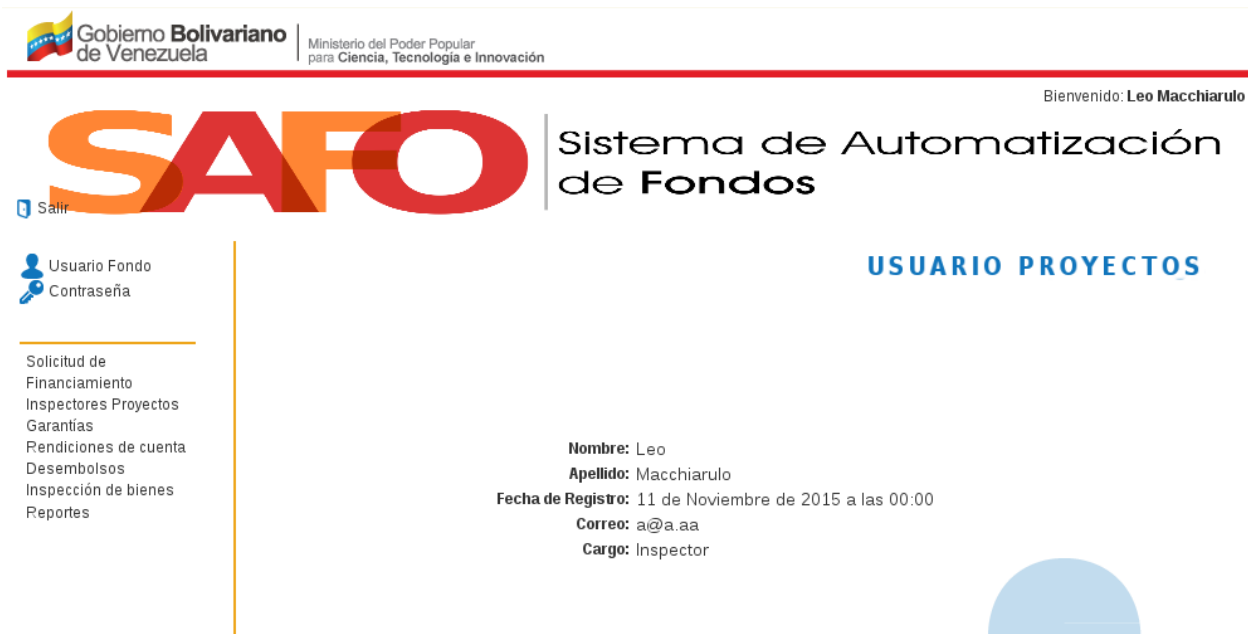 Gobierno Bolivariano
de Venezuela
Ministerio del Poder Popular
para Ciencia, Tecnología e Innovación
Bienvenido: Leo Macchiarulo
SAFO
Sistema de Automatización
de Fondos
Salir
Usuario Fondo
Contraseña
USUARIO PROYECTOS
Solicitud de
Financiamiento
Inspectores Proyectos
Garantías
Rendiciones de cuenta
Desembolsos
Inspección de bienes
Reportes
Nombre: Leo
Apellido: Macchiarulo
Fecha de Registro: 11 de Noviembre de 2015 a las 00:00
Correo: a@a.aa
Cargo: Inspector